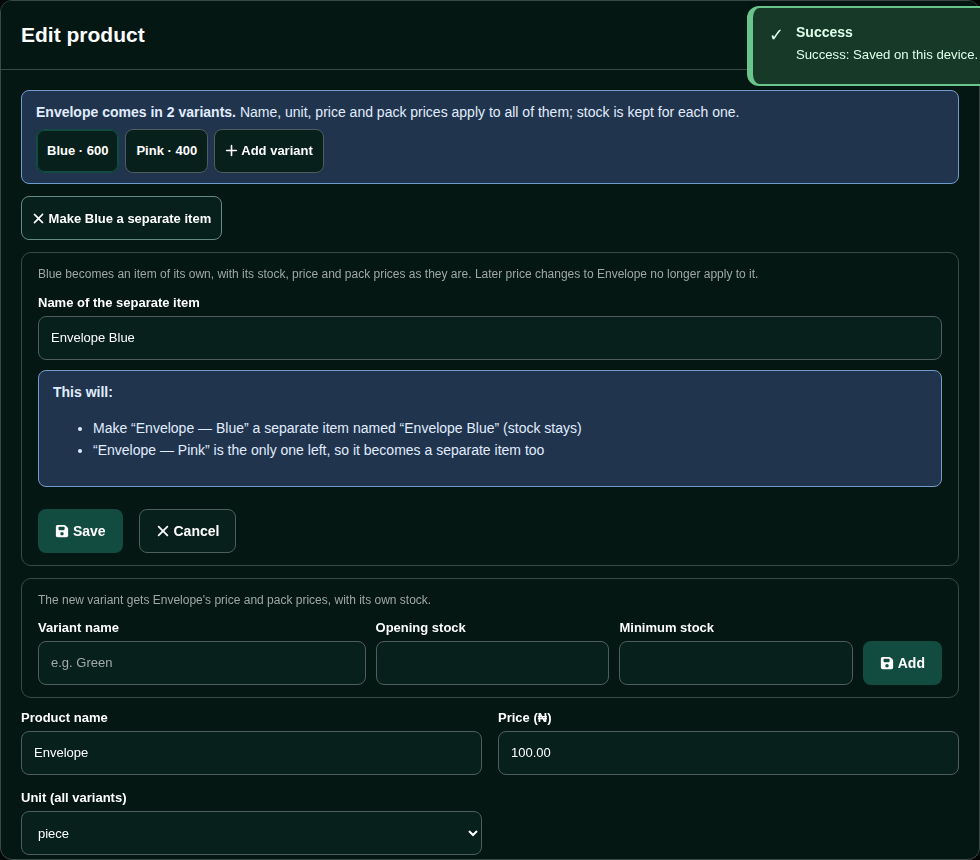 Edit product
✓ Success
Success: Saved on this device.
Envelope comes in 2 variants. Name, unit, price and pack prices apply to all of them; stock is kept for each one.
Blue · 600 Pink · 400 + Add variant
✕ Make Blue a separate item
Blue becomes an item of its own, with its stock, price and pack prices as they are. Later price changes to Envelope no longer apply to it.
Name of the separate item
Envelope Blue
This will:
• Make “Envelope — Blue” a separate item named “Envelope Blue” (stock stays)
• “Envelope — Pink” is the only one left, so it becomes a separate item too
Save ✕ Cancel
The new variant gets Envelope's price and pack prices, with its own stock.
Variant name Opening stock Minimum stock
e.g. Green Add
Product name Price (₦)
Envelope 100.00
Unit (all variants)
piece